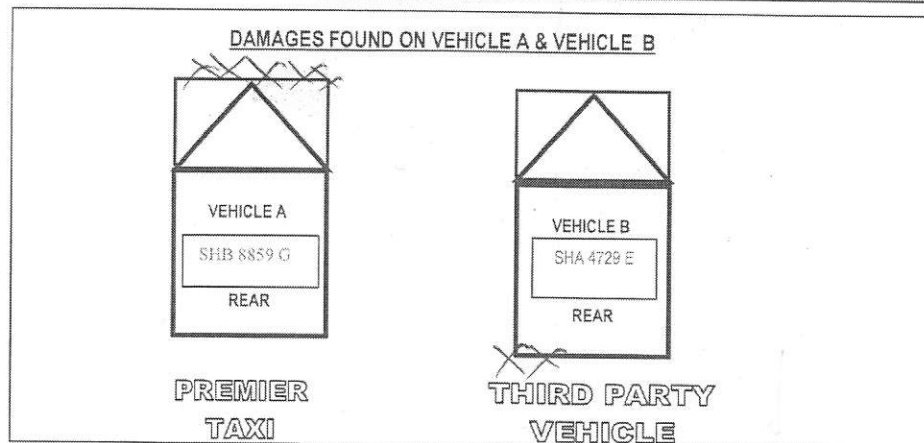 DAMAGES FOUND ON VEHICLE A & VEHICLE B
VEHICLE A
SHB 8859 G
REAR
PREMIER
TAXI
VEHICLE B
SHA 4729 E
REAR
THIRD PARTY
VEHICLE